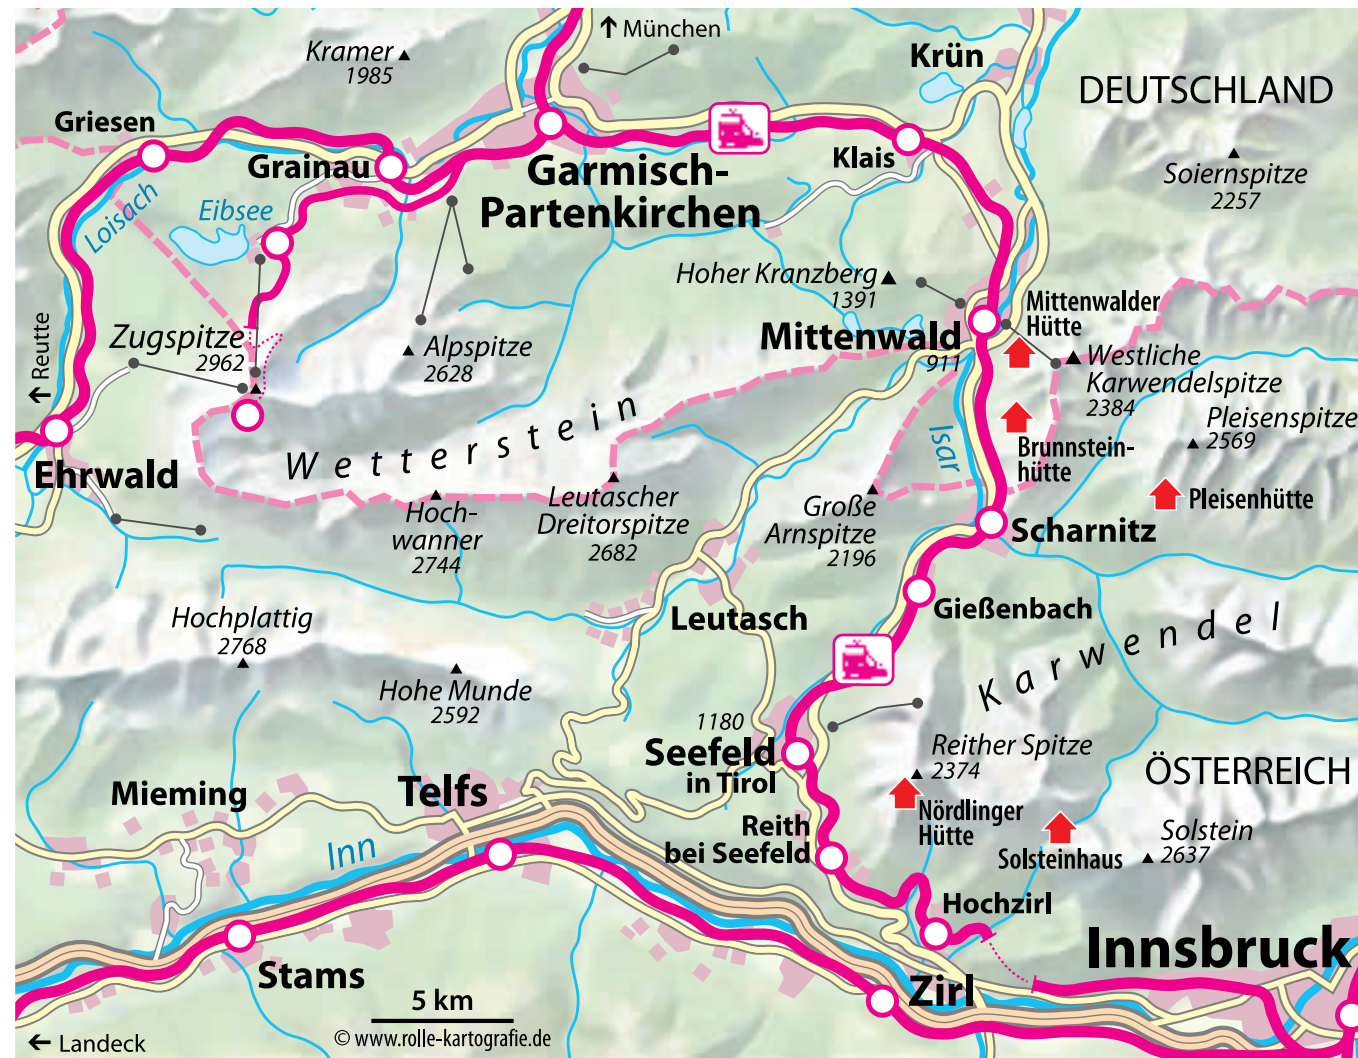 ↑ München
Kramer
1985
Krün
DEUTSCHLAND
Griesen
Grainau
Garmisch-
Partenkirchen
Klais
Soiernspitze
2257
Loisach
Eibsee
Hoher Kranzberg
1391
Mittenwalder
Hütte
← Reutte
Zugspitze
2962
Alpspitze
2628
Mittenwald
911
Westliche
Karwendelspitze
2384
Pleisenspitze
2569
Wetterstein
Isar
Brunnstein-
hütte
Ehrwald
Hoch-
wanner
2744
Leutascher
Dreitorspitze
2682
Große
Arnspitze
2196
Pleisenhütte
Scharnitz
Hochplattig
2768
Leutasch
Gießenbach
Karwendel
Hohe Munde
2592
1180
Seefeld
in Tirol
Reither Spitze
2374
ÖSTERREICH
Mieming
Telfs
Nördlinger
Hütte
Reith
bei Seefeld
Solsteinhaus
Solstein
2637
Inn
Hochzirl
Innsbruck
Stams
Zirl
5 km
© www.rolle-kartografie.de
← Landeck